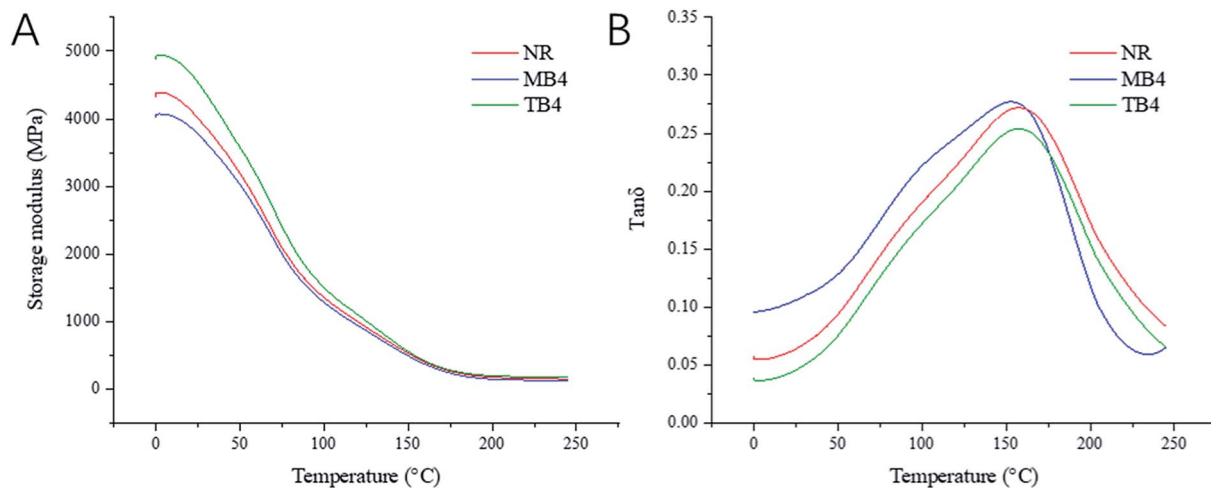 A
NR
MB4
TB4
Storage modulus (MPa)
5000
4000
3000
2000
1000
0
0 50 100 150 200 250
Temperature (°C)
B
NR
MB4
TB4
Tanδ
0.35
0.30
0.25
0.20
0.15
0.10
0.05
0.00
0 50 100 150 200 250
Temperature (°C)